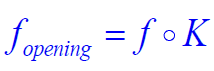 f_opening = f ∘ K